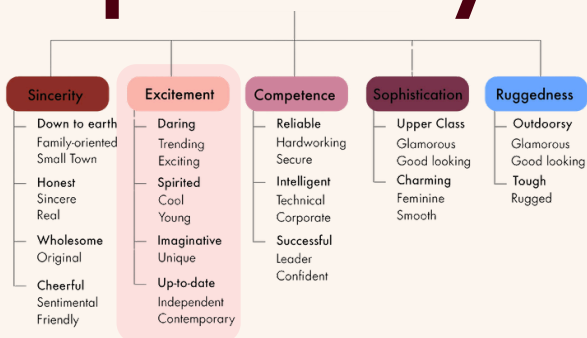 Sincerity
Down to earth
Family-oriented
Small Town
Honest
Sincere
Real
Wholesome
Original
Cheerful
Sentimental
Friendly
Excitement
Daring
Trending
Exciting
Spirited
Cool
Young
Imaginative
Unique
Up-to-date
Independent
Contemporary
Competence
Reliable
Hardworking
Secure
Intelligent
Technical
Corporate
Successful
Leader
Confident
Sophistication
Upper Class
Glamorous
Good looking
Charming
Feminine
Smooth
Ruggedness
Outdoorsy
Glamorous
Good looking
Tough
Rugged